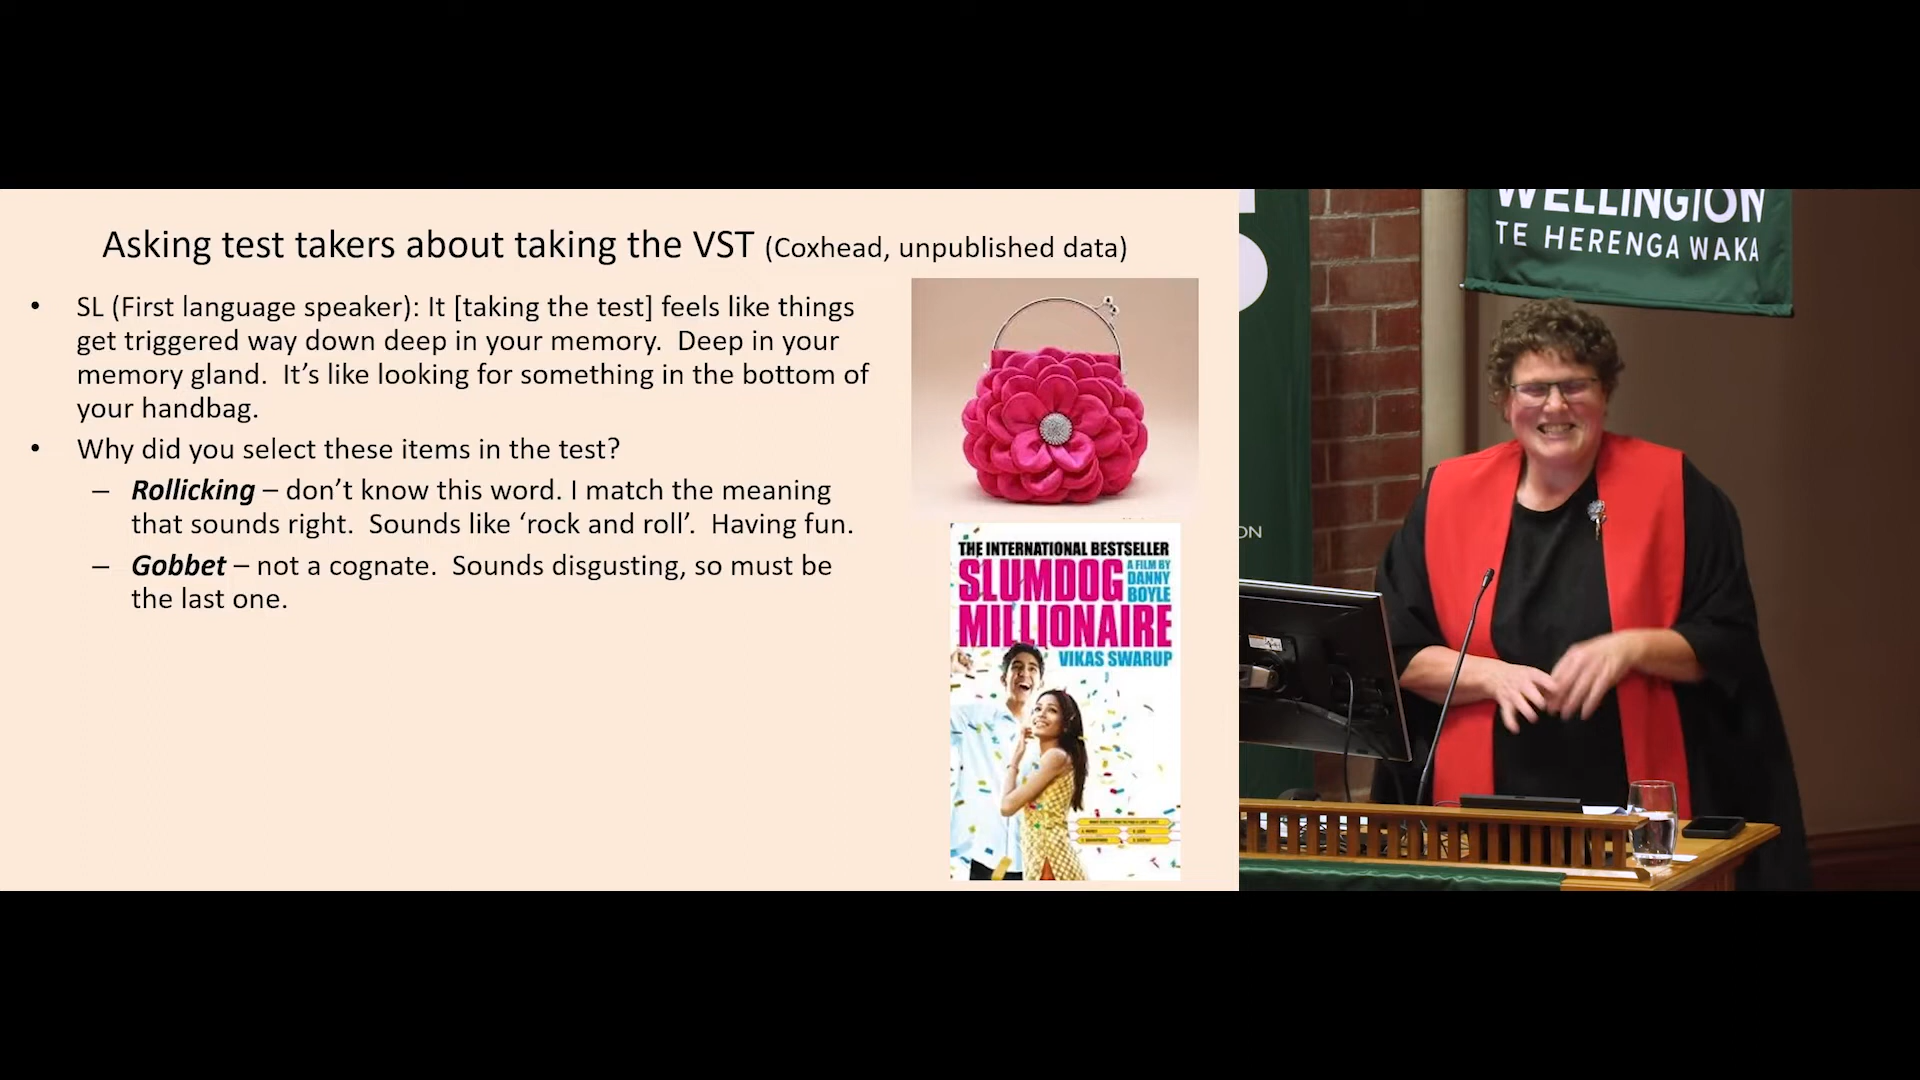 Asking test takers about taking the VST (Coxhead, unpublished data)
• SL (First language speaker): It [taking the test] feels like things
get triggered way down deep in your memory. Deep in your
memory gland. It’s like looking for something in the bottom of
your handbag.
• Why did you select these items in the test?
– Rollicking – don’t know this word. I match the meaning
that sounds right. Sounds like ‘rock and roll’. Having fun.
– Gobbet – not a cognate. Sounds disgusting, so must be
the last one.
THE INTERNATIONAL BESTSELLER
SLUMDOG
A FILM BY
DANNY
BOYLE
MILLIONAIRE
VIKAS SWARUP
WELLINGTON
TE HERENGA WAKA
ON